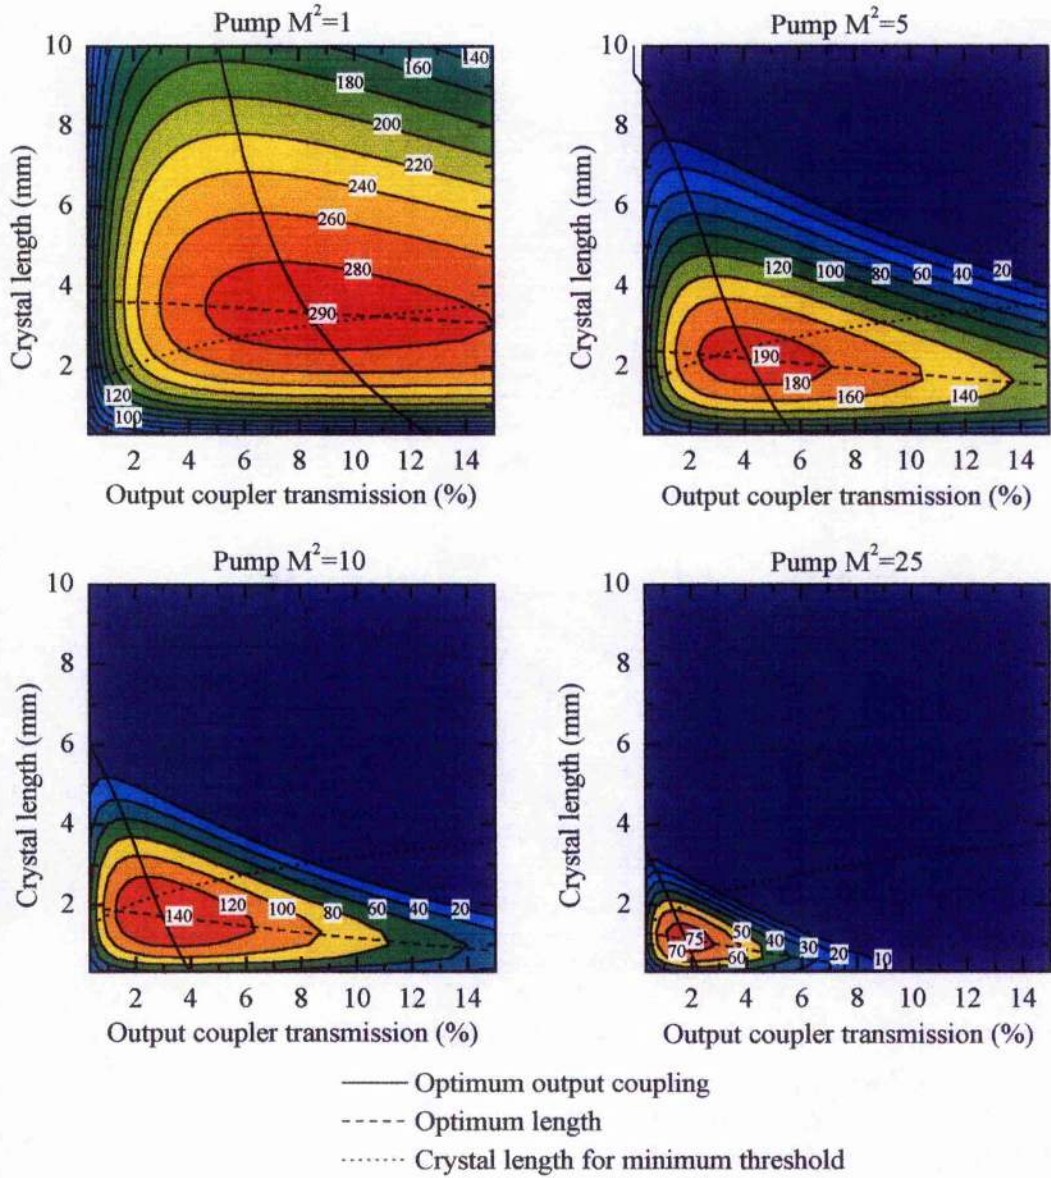 Pump M²=1
Pump M²=5
10
8
6
4
2
Crystal length (mm)
140
160
180
200
220
240
260
280
290
120
100
2 4 6 8 10 12 14
Output coupler transmission (%)
10
8
6
4
2
Crystal length (mm)
120 100 80 60 40 20
190
180
160
140
2 4 6 8 10 12 14
Output coupler transmission (%)
Pump M²=10
Pump M²=25
10
8
6
4
2
Crystal length (mm)
140 120 100 80 60 40 20
2 4 6 8 10 12 14
Output coupler transmission (%)
10
8
6
4
2
Crystal length (mm)
75 50 40 30 20 10
70 60
2 4 6 8 10 12 14
Output coupler transmission (%)
Optimum output coupling
Optimum length
Crystal length for minimum threshold